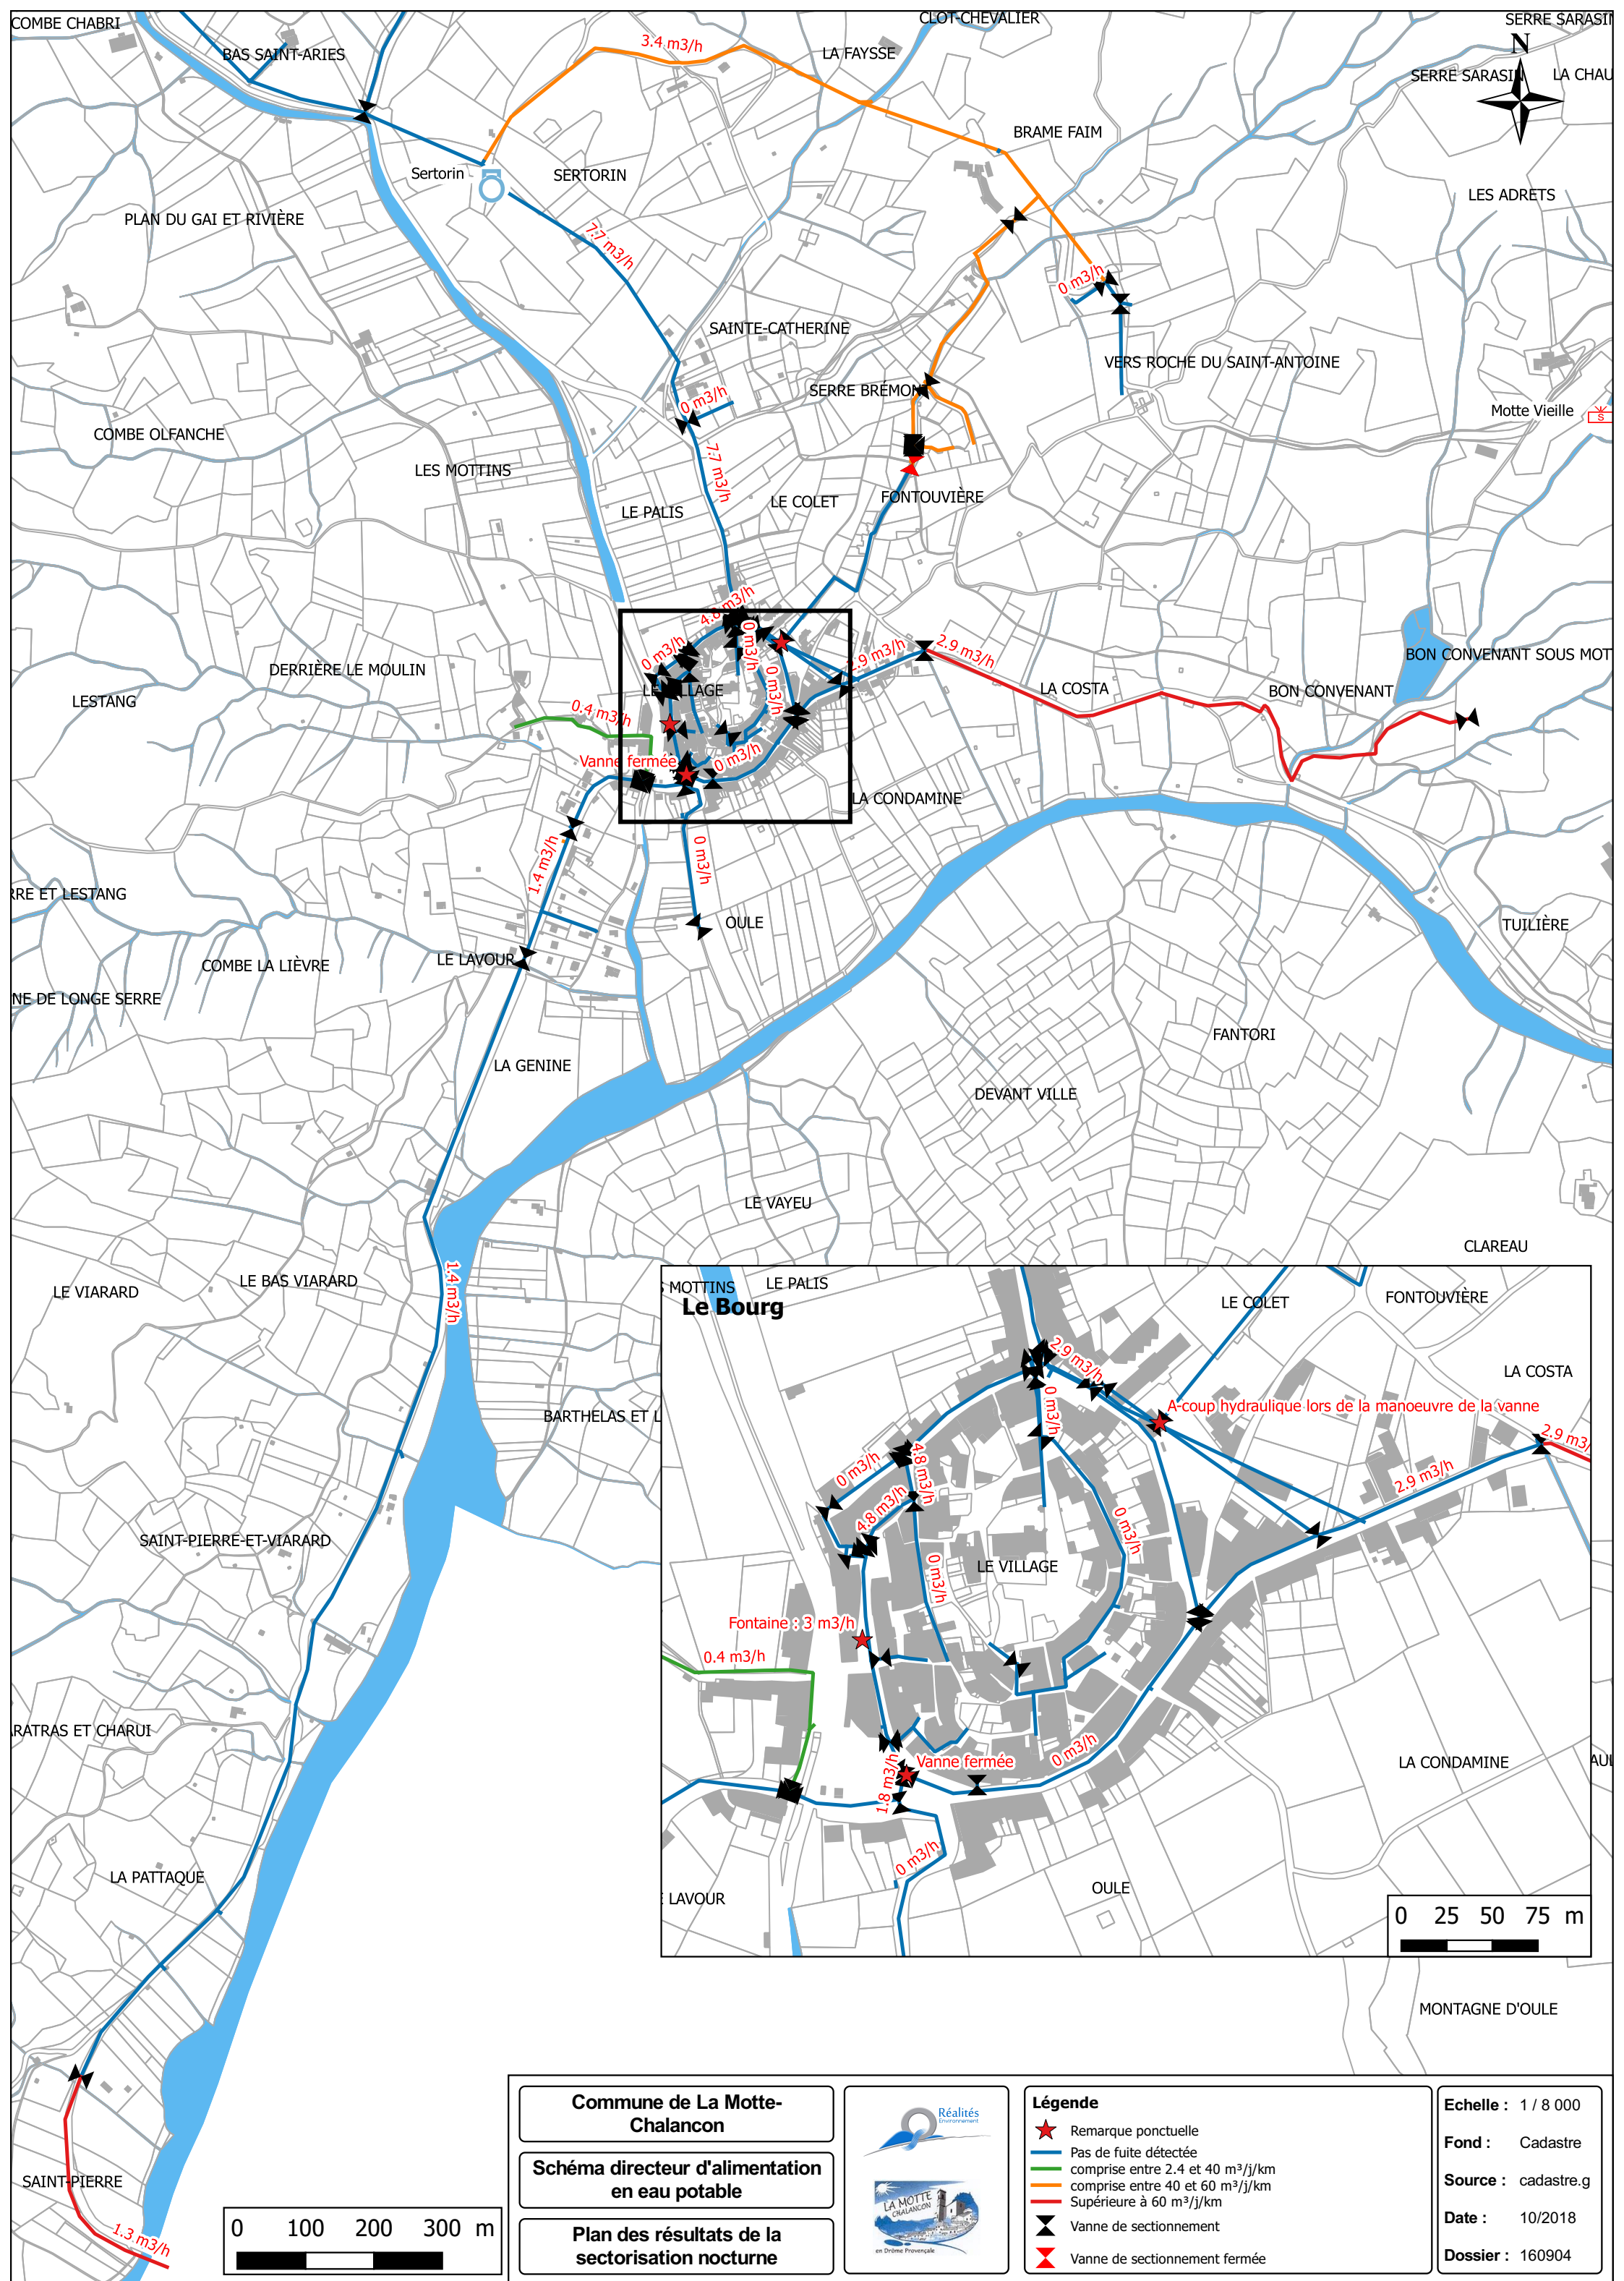 COMBE CHABRI
CLOT-CHEVALIER
SERRE SARASIN
BAS SAINT-ARIES
3.4 m3/h
LA FAYSSE
N
SERRE SARASIN
LA CHAU
BRAME FAIM
Sertorin
SERTORIN
LES ADRETS
PLAN DU GAI ET RIVIÈRE
7.7 m3/h
0 m3/h
SAINTE-CATHERINE
VERS ROCHE DU SAINT-ANTOINE
SERRE BRÉMONT
0 m3/h
Motte Vieille
S
COMBE OLFANCHE
LES MOTTINS
7.7 m3/h
LE COLET
FONTOUVIÈRE
LE PALIS
4.8 m3/h
0 m3/h
0 m3/h
2.9 m3/h
2.9 m3/h
BON CONVENANT SOUS MOT
DERRIÈRE LE MOULIN
LE VILLAGE
0 m3/h
LA COSTA
BON CONVENANT
LESTANG
0.4 m3/h
Vanne fermée
0 m3/h
LA CONDAMINE
1.4 m3/h
0 m3/h
RRE ET LESTANG
OULE
TUILIÈRE
COMBE LA LIÈVRE
LE LAVOUR
NE DE LONGE SERRE
FANTORI
LA GENINE
DEVANT VILLE
LE VAYEU
CLAREAU
LE VIARARD
LE BAS VIARARD
1.4 m3/h
BARTHELAS ET L
SAINT-PIERRE-ET-VIARARD
ARATRAS ET CHARUI
LA PATTAQUE
SAINT-PIERRE
1.3 m3/h
MOTTINS
LE PALIS
Le Bourg
LE COLET
FONTOUVIÈRE
2.9 m3/h
LA COSTA
0 m3/h
A-coup hydraulique lors de la manoeuvre de la vanne
2.9 m3/
0 m3/h
4.8 m3/h
2.9 m3/h
4.8 m3/h
0 m3/h
0 m3/h
LE VILLAGE
Fontaine : 3 m3/h
0.4 m3/h
1.8 m3/h
Vanne fermée
0 m3/h
LA CONDAMINE
AUL
0 m3/h
LAVOUR
OULE
0 25 50 75 m
MONTAGNE D'OULE
0 100 200 300 m
Commune de La Motte-
Chalancon
Schéma directeur d'alimentation
en eau potable
Plan des résultats de la
sectorisation nocturne
Réalités
Environnement
LA MOTTE
CHALANCON
en Drôme Provençale
Légende
Remarque ponctuelle
Pas de fuite détectée
comprise entre 2.4 et 40 m³/j/km
comprise entre 40 et 60 m³/j/km
Supérieure à 60 m³/j/km
Vanne de sectionnement
Vanne de sectionnement fermée
Echelle : 1 / 8 000
Fond : Cadastre
Source : cadastre.g
Date : 10/2018
Dossier : 160904